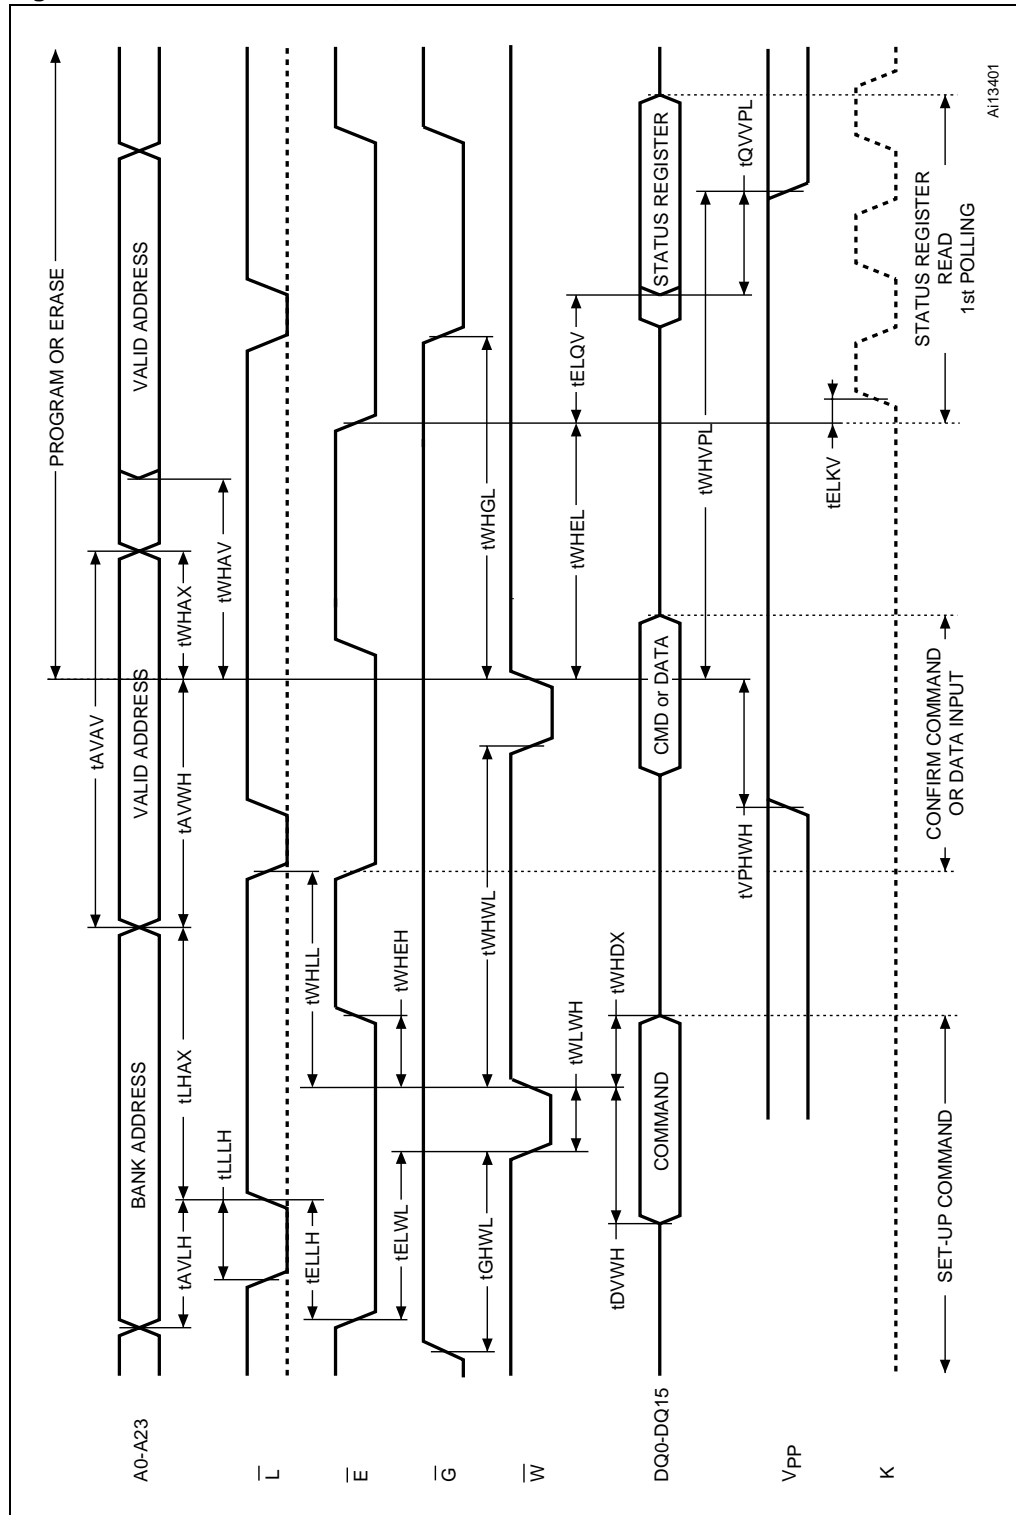 PROGRAM OR ERASE
tAVAV
A0-A23
BANK ADDRESS
VALID ADDRESS
VALID ADDRESS
tAVLH
tLHAX
tAVWH
tWHAX
tLLLH
tWHAV
L
tELLH
tWHLL
E
tELWL
tWHEH
G
tGHWL
tWHWL
tWHGL
W
tWLWH
tWHEL
tELQV
tDVWH
tWHDX
DQ0-DQ15
COMMAND
CMD or DATA
STATUS REGISTER
tWHVPL
tVPHWH
tQVVPL
VPP
tELKV
K
SET-UP COMMAND
CONFIRM COMMAND
OR DATA INPUT
STATUS REGISTER
READ
1st POLLING
Ai13401